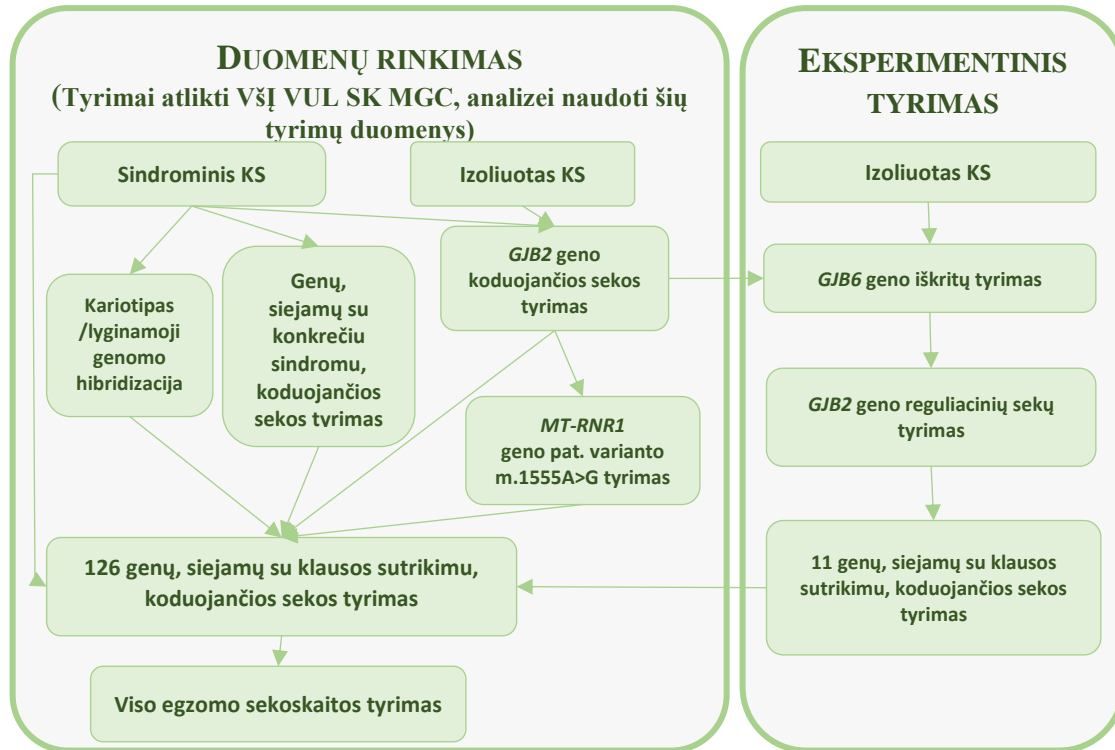 DUOMENŲ RINKIMAS
(Tyrimai atlikti VšĮ VUL SK MGC, analizei naudoti šių
tyrimų duomenys)
Sindrominis KS
Izoliuotas KS
Kariotipas
/lyginamoji
genomo
hibridizacija
Genų,
siejamų su
konkrečiu
sindromu,
koduojančios
sekos tyrimas
GJB2 geno
koduojančios sekos
tyrimas
MT-RNR1
geno pat. varianto
m.1555A>G tyrimas
126 genų, siejamų su klausos sutrikimu,
koduojančios sekos tyrimas
Viso egzomo sekoskaitos tyrimas
EKSPERIMENTINIS
TYRIMAS
Izoliuotas KS
GJB6 geno iškritų tyrimas
GJB2 geno reguliacinių sekų
tyrimas
11 genų, siejamų su klausos
sutrikimu, koduojančios sekos
tyrimas